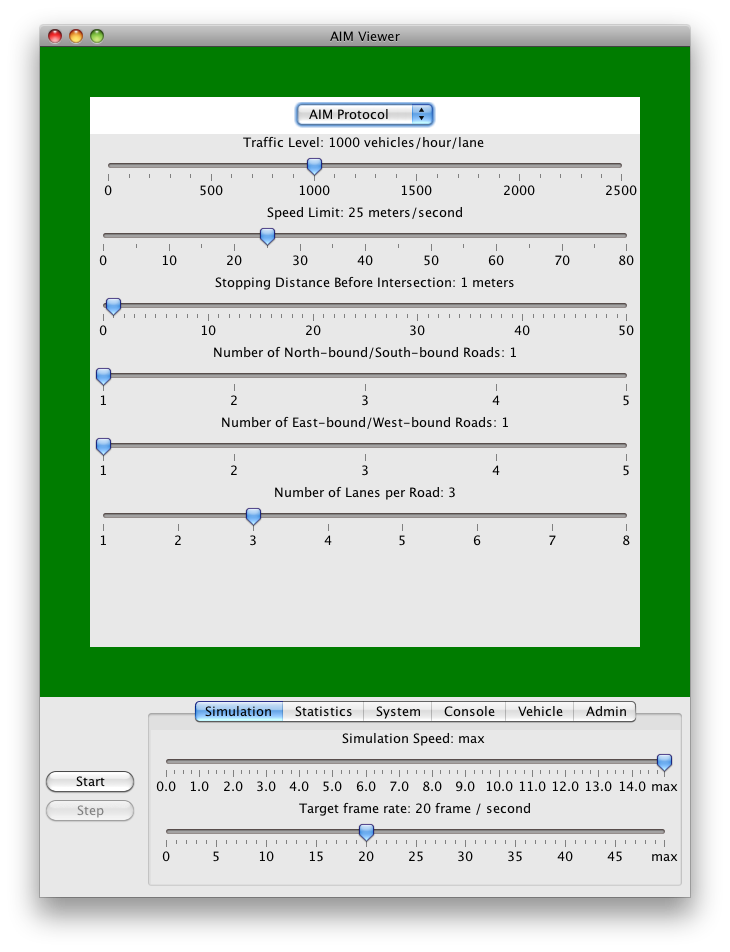 AIM Viewer
AIM Protocol
Traffic Level: 1000 vehicles/hour/lane
0 500 1000 1500 2000 2500
Speed Limit: 25 meters/second
0 10 20 30 40 50 60 70 80
Stopping Distance Before Intersection: 1 meters
0 10 20 30 40 50
Number of North-bound/South-bound Roads: 1
1 2 3 4 5
Number of East-bound/West-bound Roads: 1
1 2 3 4 5
Number of Lanes per Road: 3
1 2 3 4 5 6 7 8
Simulation Statistics System Console Vehicle Admin
Simulation Speed: max
0.0 1.0 2.0 3.0 4.0 5.0 6.0 7.0 8.0 9.0 10.0 11.0 12.0 13.0 14.0 max
Target frame rate: 20 frame / second
0 5 10 15 20 25 30 35 40 45 max
Start
Step